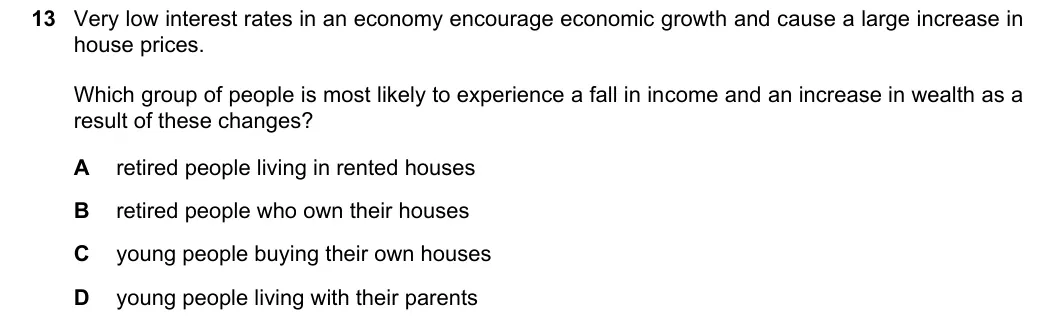 13 Very low interest rates in an economy encourage economic growth and cause a large increase in
house prices.
Which group of people is most likely to experience a fall in income and an increase in wealth as a
result of these changes?
A retired people living in rented houses
B retired people who own their houses
C young people buying their own houses
D young people living with their parents